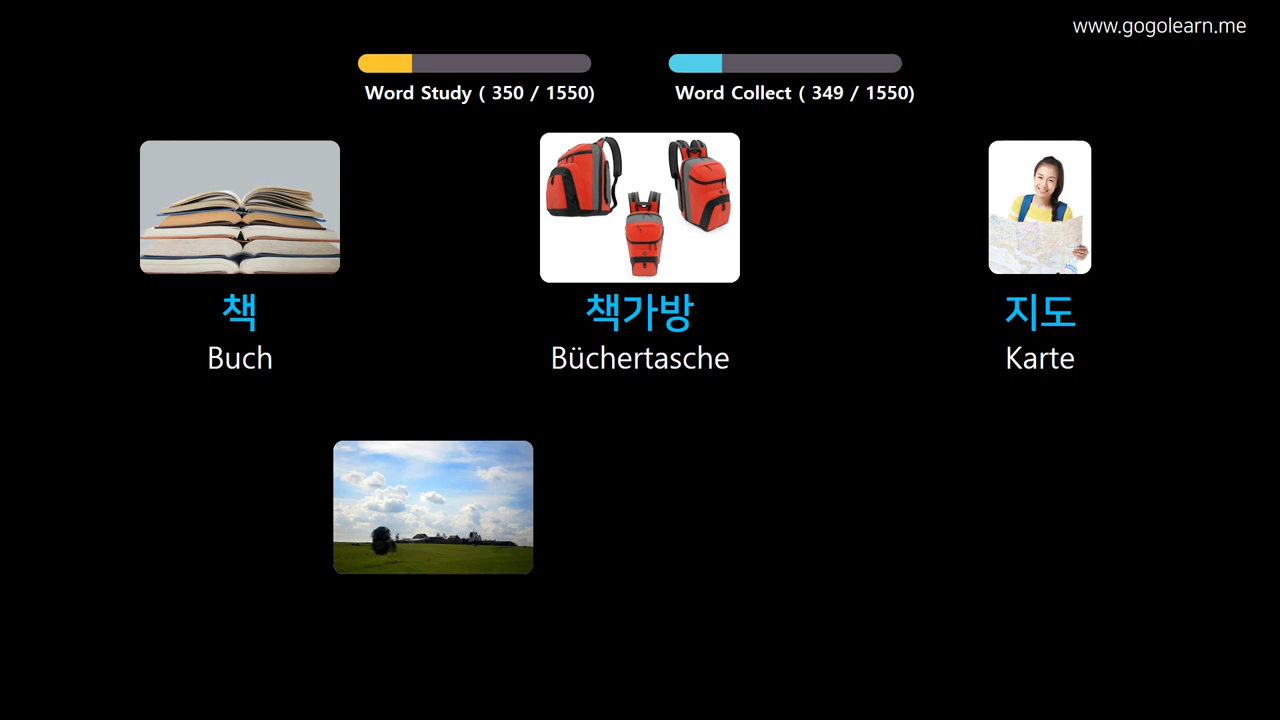 www.gogolearn.me
Word Study ( 350 / 1550)
Word Collect ( 349 / 1550)
책
책가방
지도
Buch
Büchertasche
Karte